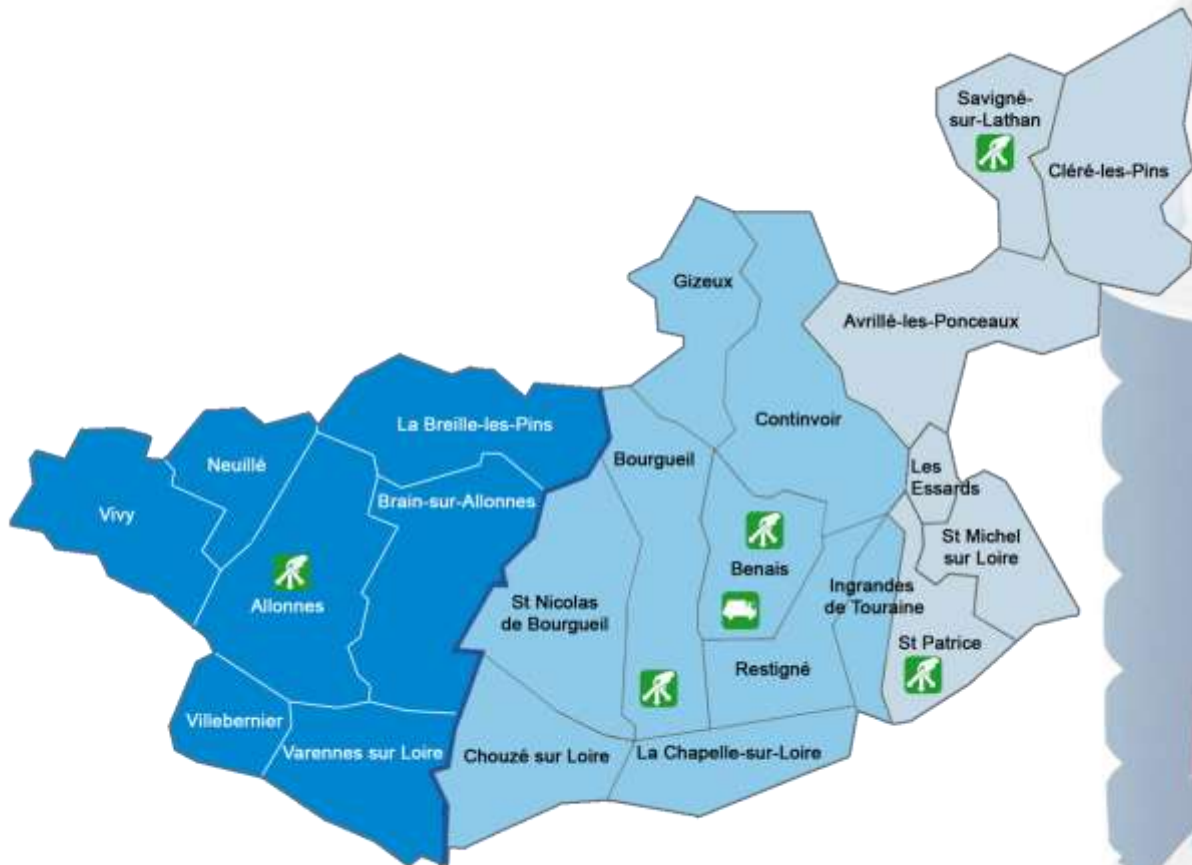 Savigné-
sur-Lathan
Cléré-les-Pins
Gizeux
Avrillé-les-Ponceaux
La Breille-les-Pins
Continvoir
Neuillé
Bourgueil
Les
Essards
Vivy
Brain-sur-Allonnes
St Michel
sur Loire
Benais
Allonnes
St Nicolas
de Bourgueil
Ingrandes
de Touraine
St Patrice
Restigné
Villebernier
Varennes sur Loire
Chouzé sur Loire
La Chapelle-sur-Loire